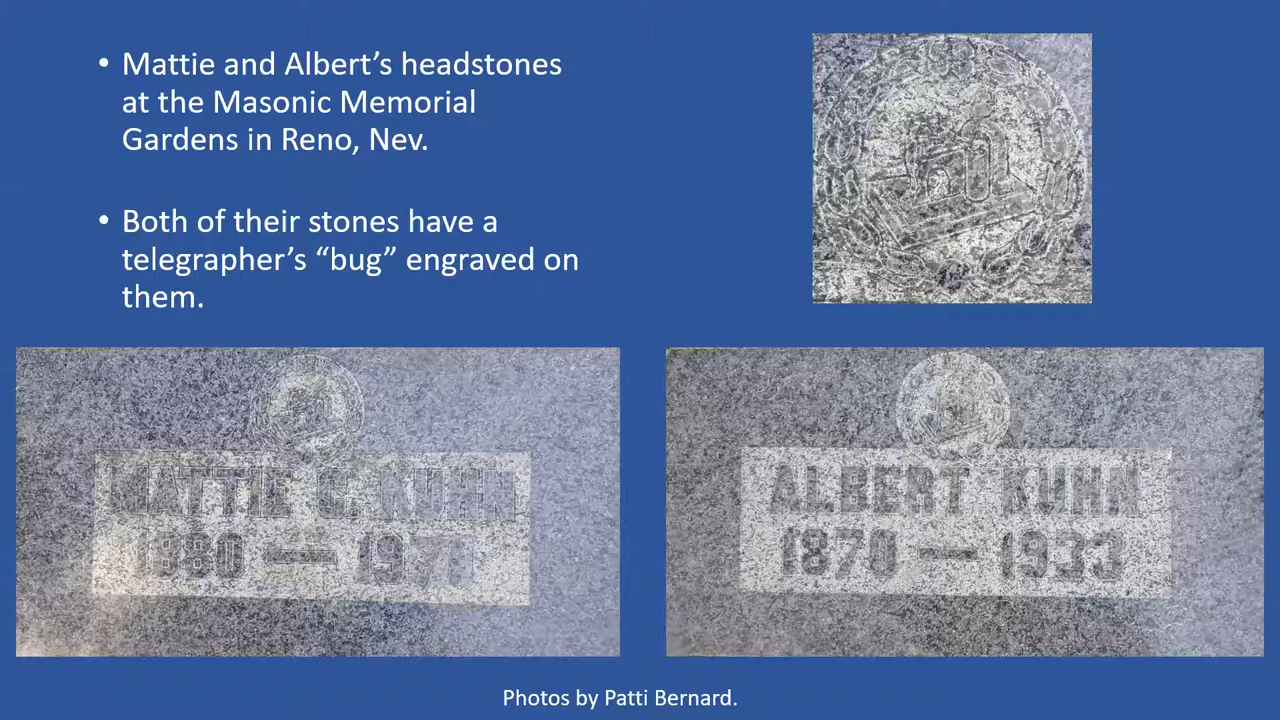 • Mattie and Albert’s headstones
at the Masonic Memorial
Gardens in Reno, Nev.
• Both of their stones have a
telegrapher’s “bug” engraved on
them.
MATTIE C. KUHN
1880 — 1971
ALBERT KUHN
1870 — 1933
Photos by Patti Bernard.